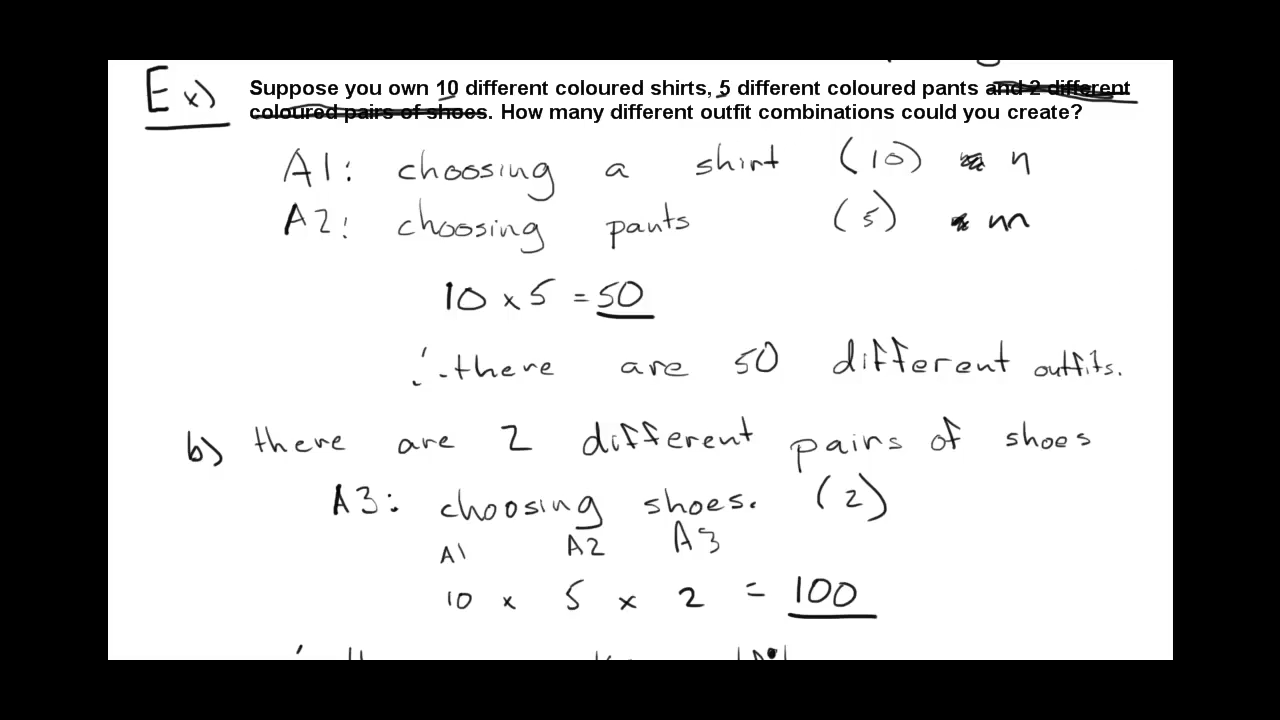 Ex) Suppose you own 10 different coloured shirts, 5 different coloured pants and 2 different
coloured pairs of shoes. How many different outfit combinations could you create?
A1: choosing a shirt (10) n
A2: choosing pants (5) m
10 x 5 = 50
∴ there are 50 different outfits.
b) there are 2 different pairs of shoes
A3: choosing shoes. (2)
A1 A2 A3
10 x 5 x 2 = 100